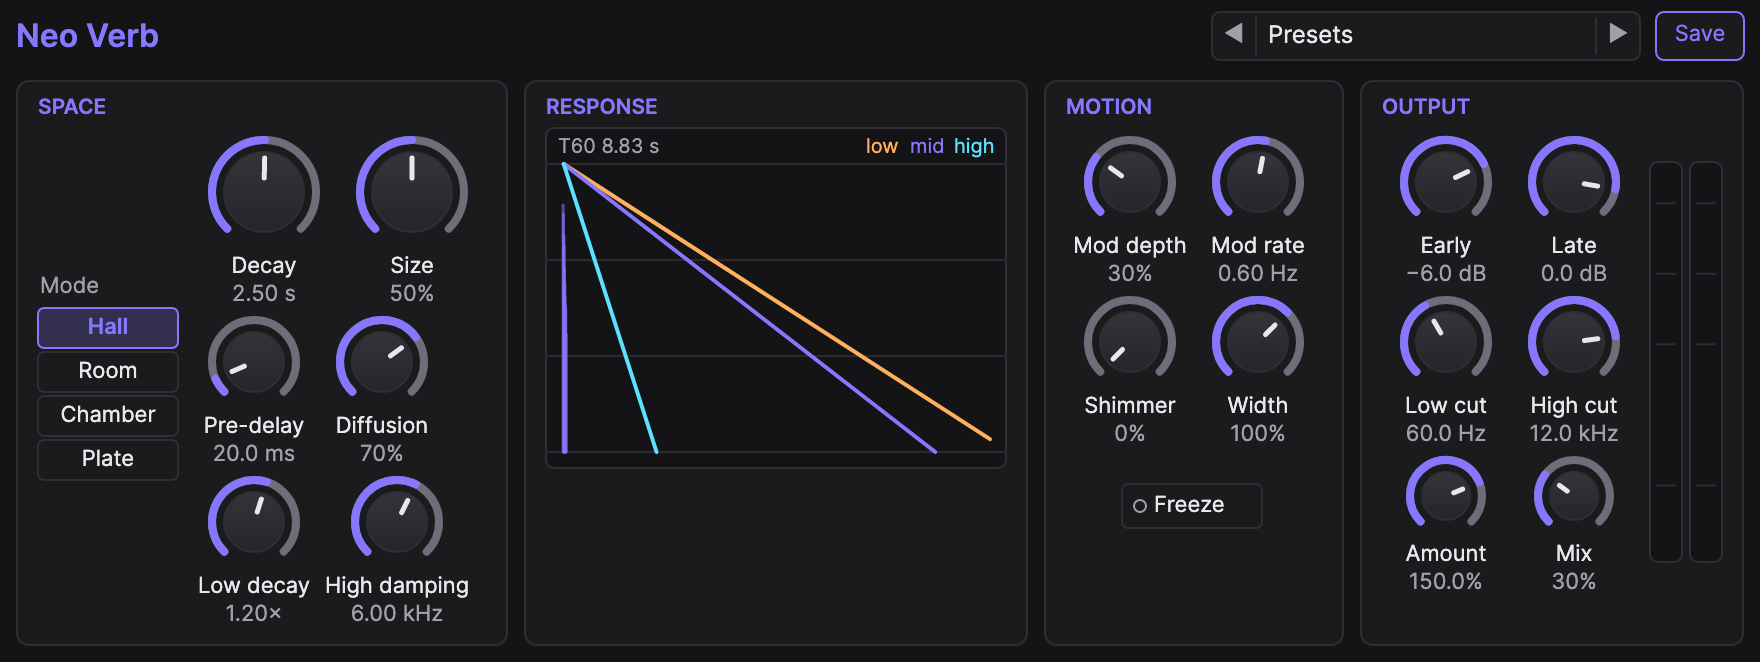 Neo Verb
Presets
Save
SPACE
Mode
Hall
Room
Chamber
Plate
Decay
2.50 s
Size
50%
Pre-delay
20.0 ms
Diffusion
70%
Low decay
1.20×
High damping
6.00 kHz
RESPONSE
T60 8.83 s
low mid high
MOTION
Mod depth
30%
Mod rate
0.60 Hz
Shimmer
0%
Width
100%
Freeze
OUTPUT
Early
−6.0 dB
Late
0.0 dB
Low cut
60.0 Hz
High cut
12.0 kHz
Amount
150.0%
Mix
30%